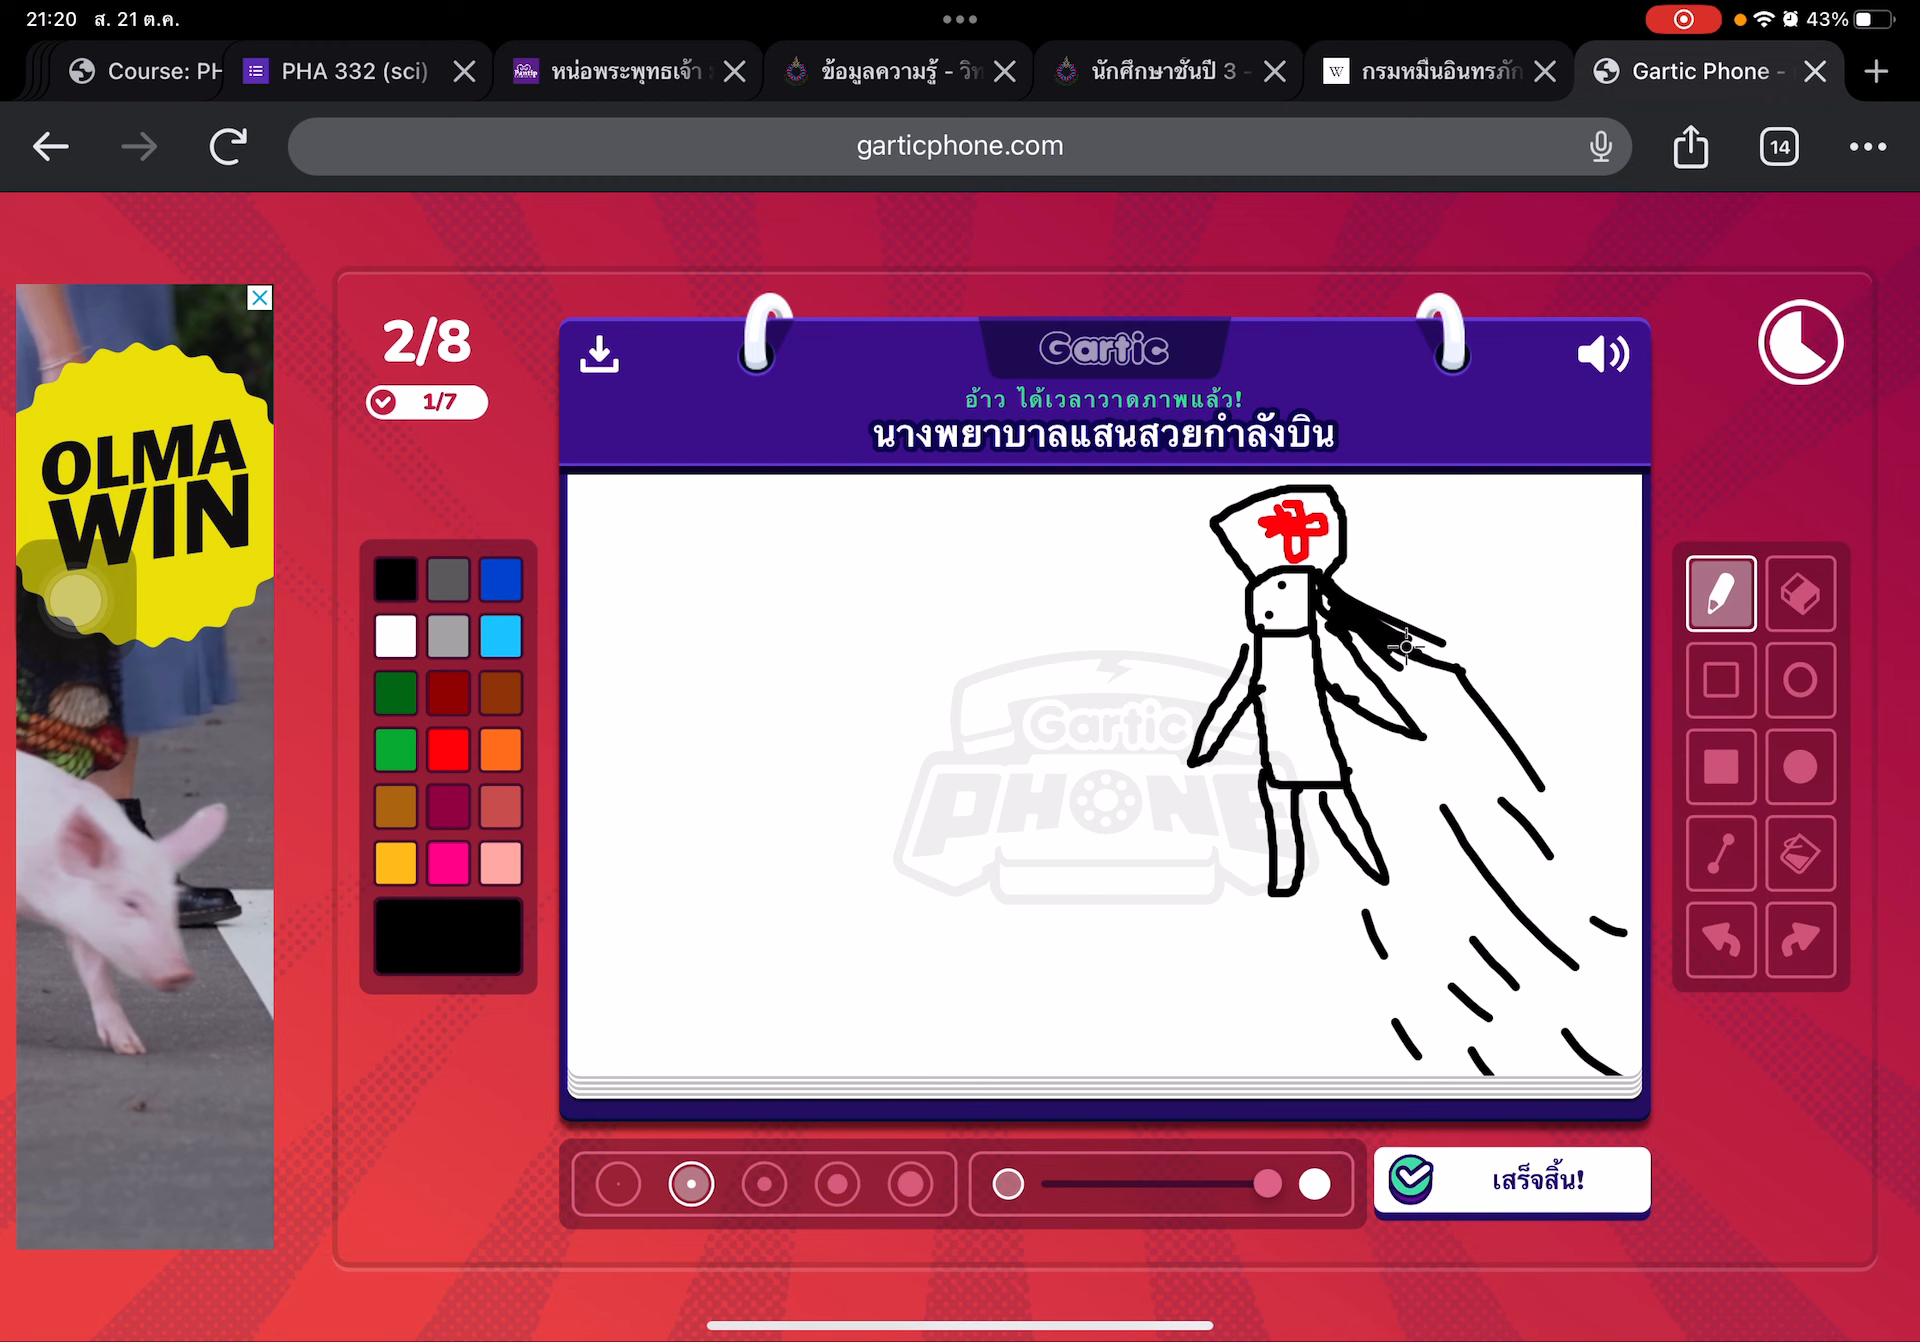 21:20 ส. 21 ต.ค.
43%
Course: PH
PHA 332 (sci)
หน่อพระพุทธเจ้า
ข้อมูลความรู้ - วิท
นักศึกษาชั้นปี 3 -
W กรมหมื่นอินทรภัก
Gartic Phone -
garticphone.com
14
2/8
1/7
Gartic
อ้าว ได้เวลาวาดภาพแล้ว!
นางพยาบาลแสนสวยกำลังบิน
OLMA
WIN
Gartic
PHONE
เสร็จสิ้น!